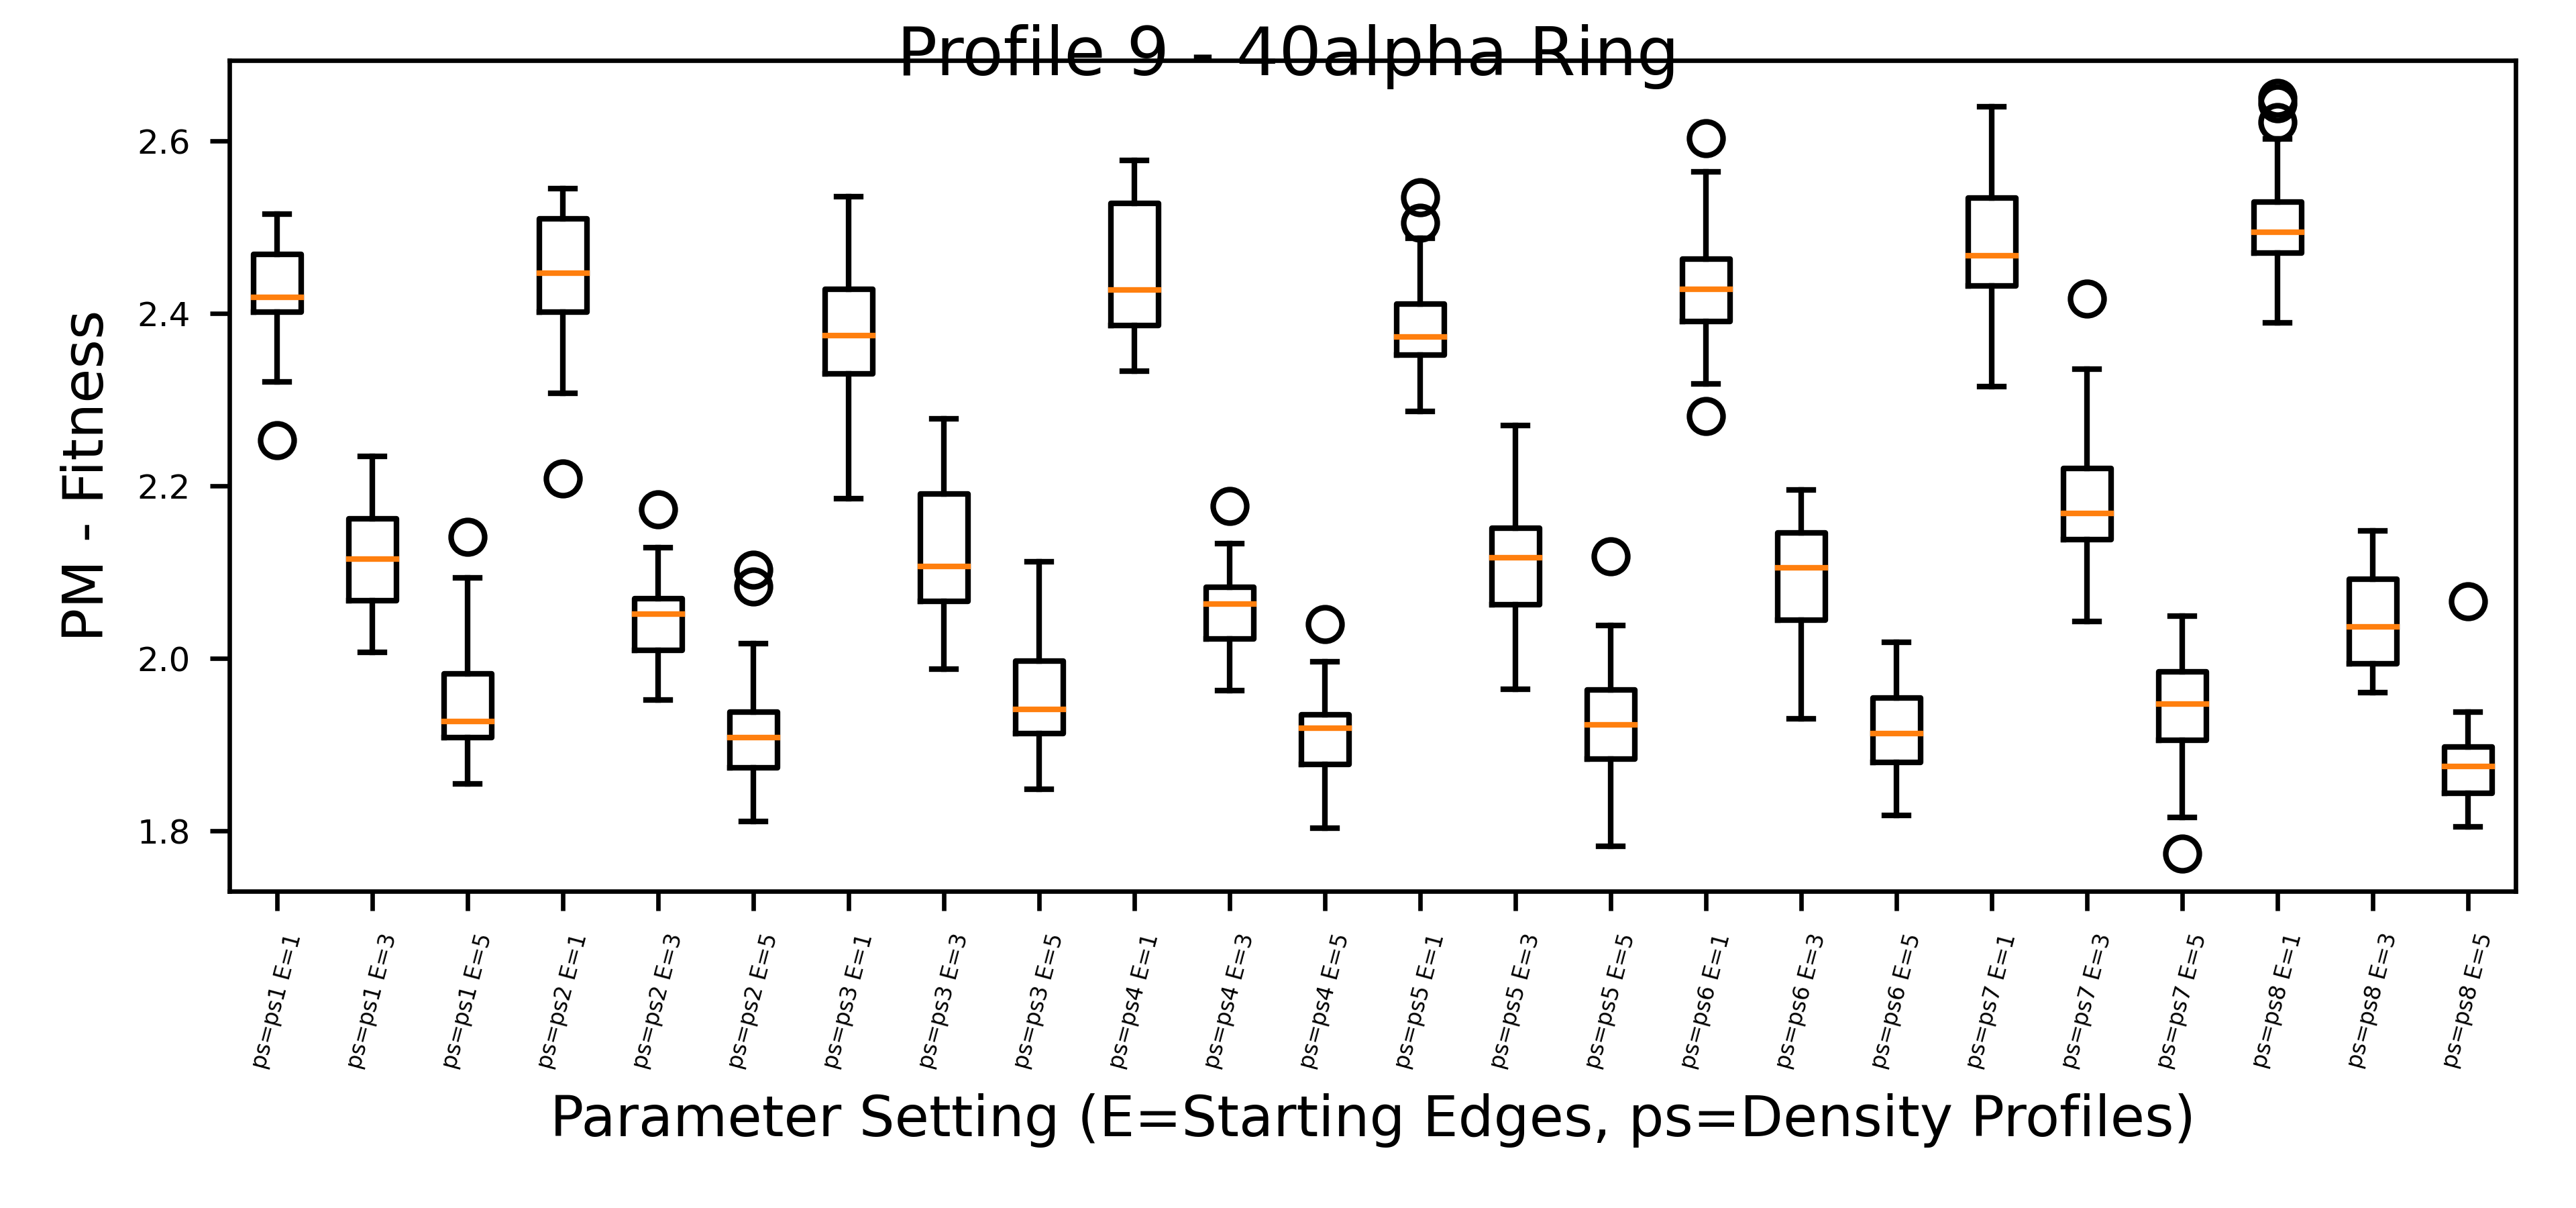 Profile 9 - 40alpha Ring
PM - Fitness
2.6
2.4
2.2
2.0
1.8
ps=ps1 E=1
ps=ps1 E=3
ps=ps1 E=5
ps=ps2 E=1
ps=ps2 E=3
ps=ps2 E=5
ps=ps3 E=1
ps=ps3 E=3
ps=ps3 E=5
ps=ps4 E=1
ps=ps4 E=3
ps=ps4 E=5
ps=ps5 E=1
ps=ps5 E=3
ps=ps5 E=5
ps=ps6 E=1
ps=ps6 E=3
ps=ps6 E=5
ps=ps7 E=1
ps=ps7 E=3
ps=ps7 E=5
ps=ps8 E=1
ps=ps8 E=3
ps=ps8 E=5
Parameter Setting (E=Starting Edges, ps=Density Profiles)